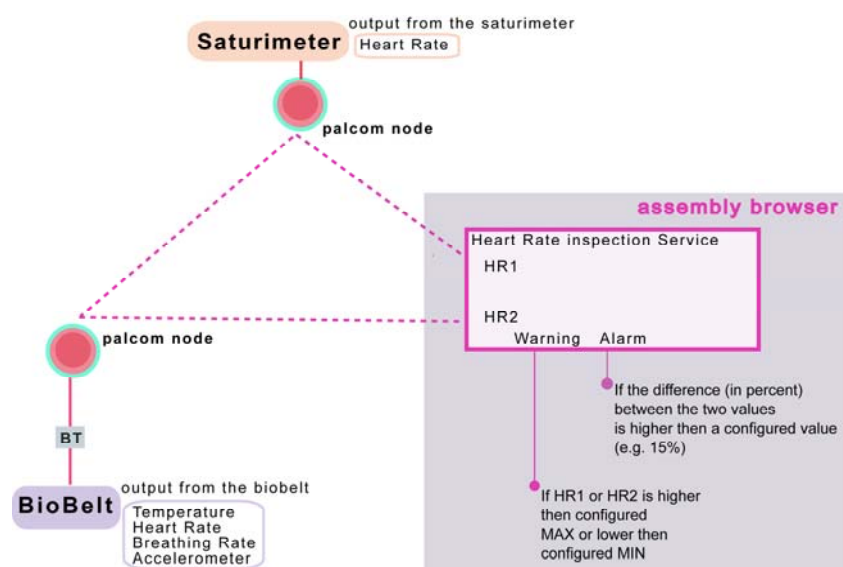 output from the saturimeter
Saturimeter
Heart Rate
palcom node
assembly browser
Heart Rate inspection Service
HR1
HR2
Warning Alarm
palcom node
If the difference (in percent)
between the two values
is higher then a configured value
(e.g. 15%)
BT
output from the biobelt
BioBelt
Temperature
Heart Rate
Breathing Rate
Accelerometer
If HR1 or HR2 is higher
then configured
MAX or lower then
configured MIN